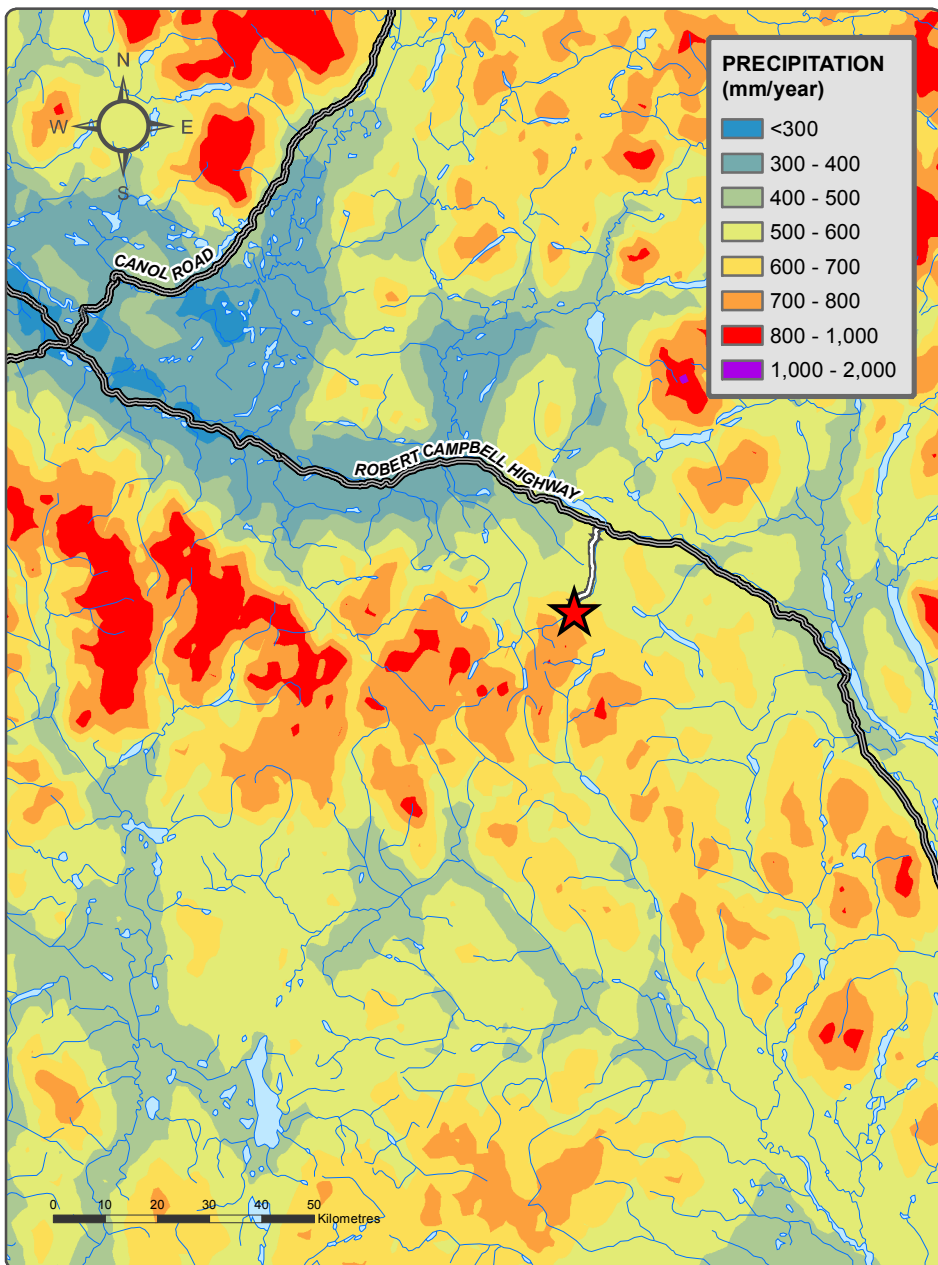 N
W
E
S
PRECIPITATION
(mm/year)
<300
300 - 400
400 - 500
500 - 600
600 - 700
700 - 800
800 - 1,000
1,000 - 2,000
CANOL ROAD
ROBERT CAMPBELL HIGHWAY
0 10 20 30 40 50
Kilometres